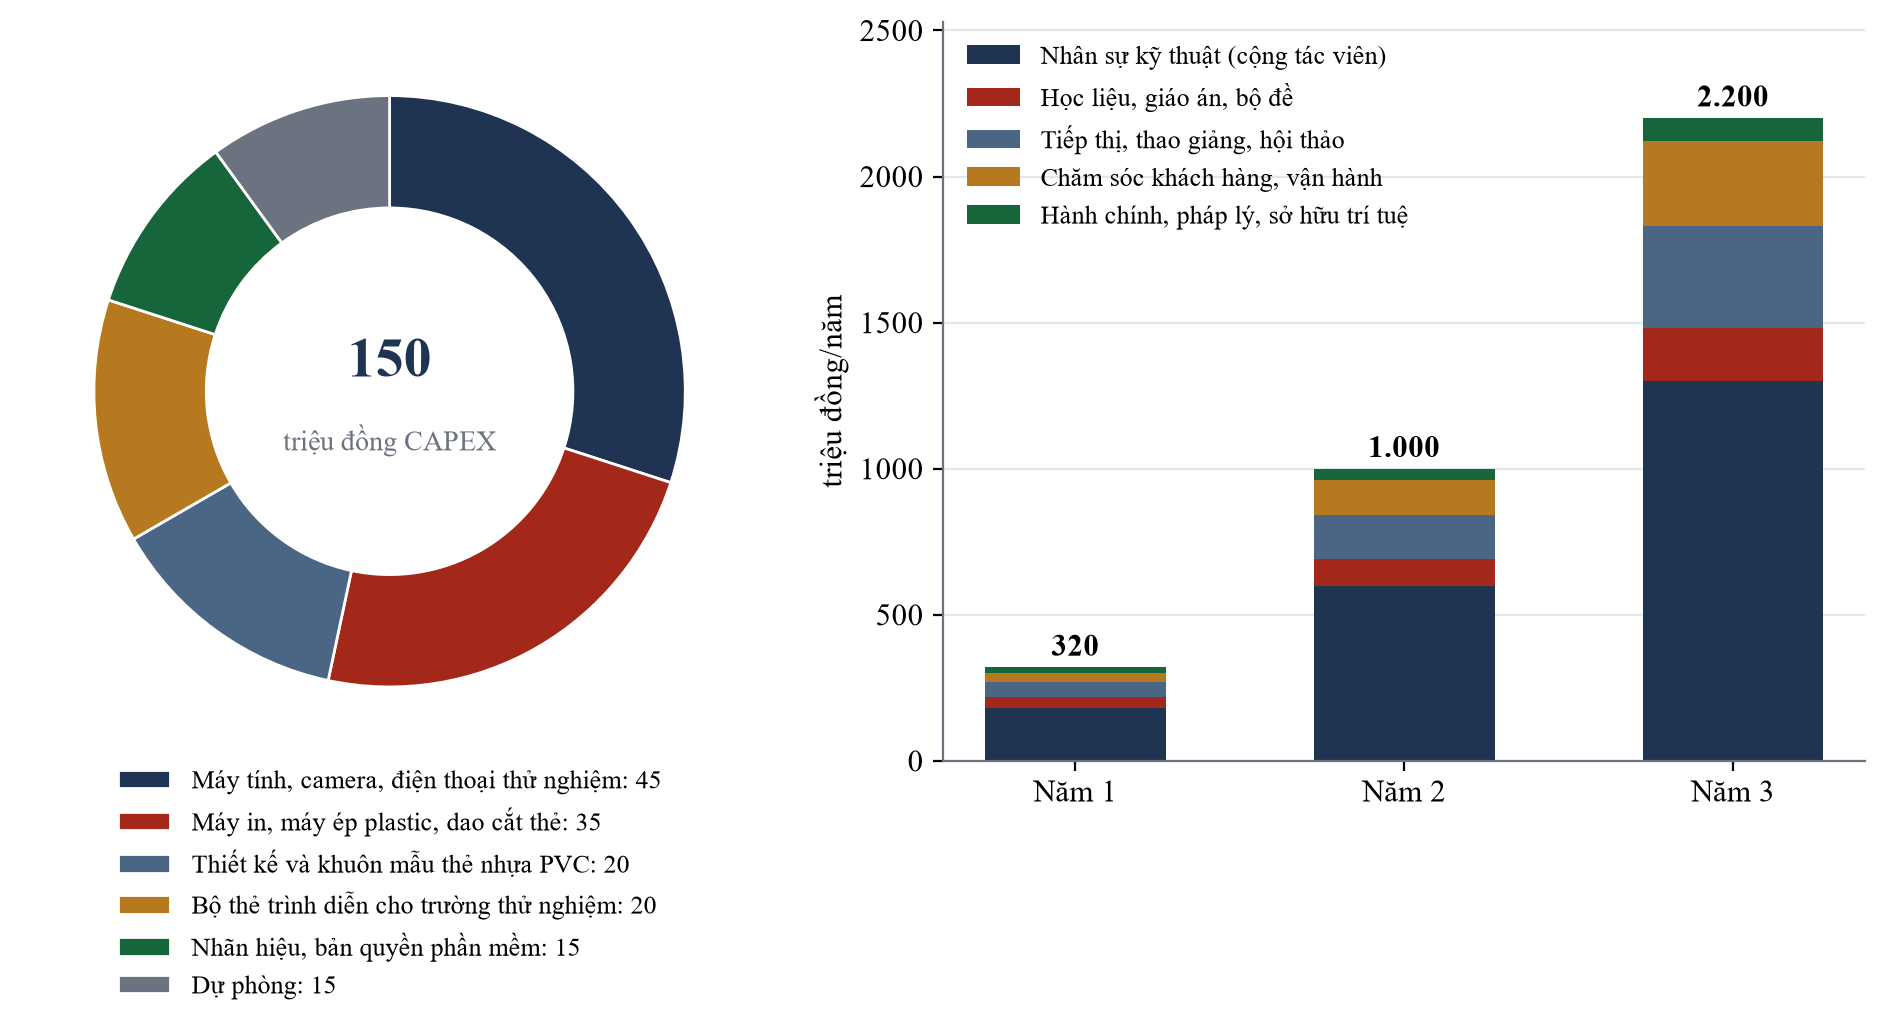 150
triệu đồng CAPEX
Máy tính, camera, điện thoại thử nghiệm: 45
Máy in, máy ép plastic, dao cắt thẻ: 35
Thiết kế và khuôn mẫu thẻ nhựa PVC: 20
Bộ thẻ trình diễn cho trường thử nghiệm: 20
Nhãn hiệu, bản quyền phần mềm: 15
Dự phòng: 15
triệu đồng/năm
2500
2000
1500
1000
500
0
Nhân sự kỹ thuật (cộng tác viên)
Học liệu, giáo án, bộ đề
Tiếp thị, thao giảng, hội thảo
Chăm sóc khách hàng, vận hành
Hành chính, pháp lý, sở hữu trí tuệ
320
1.000
2.200
Năm 1
Năm 2
Năm 3